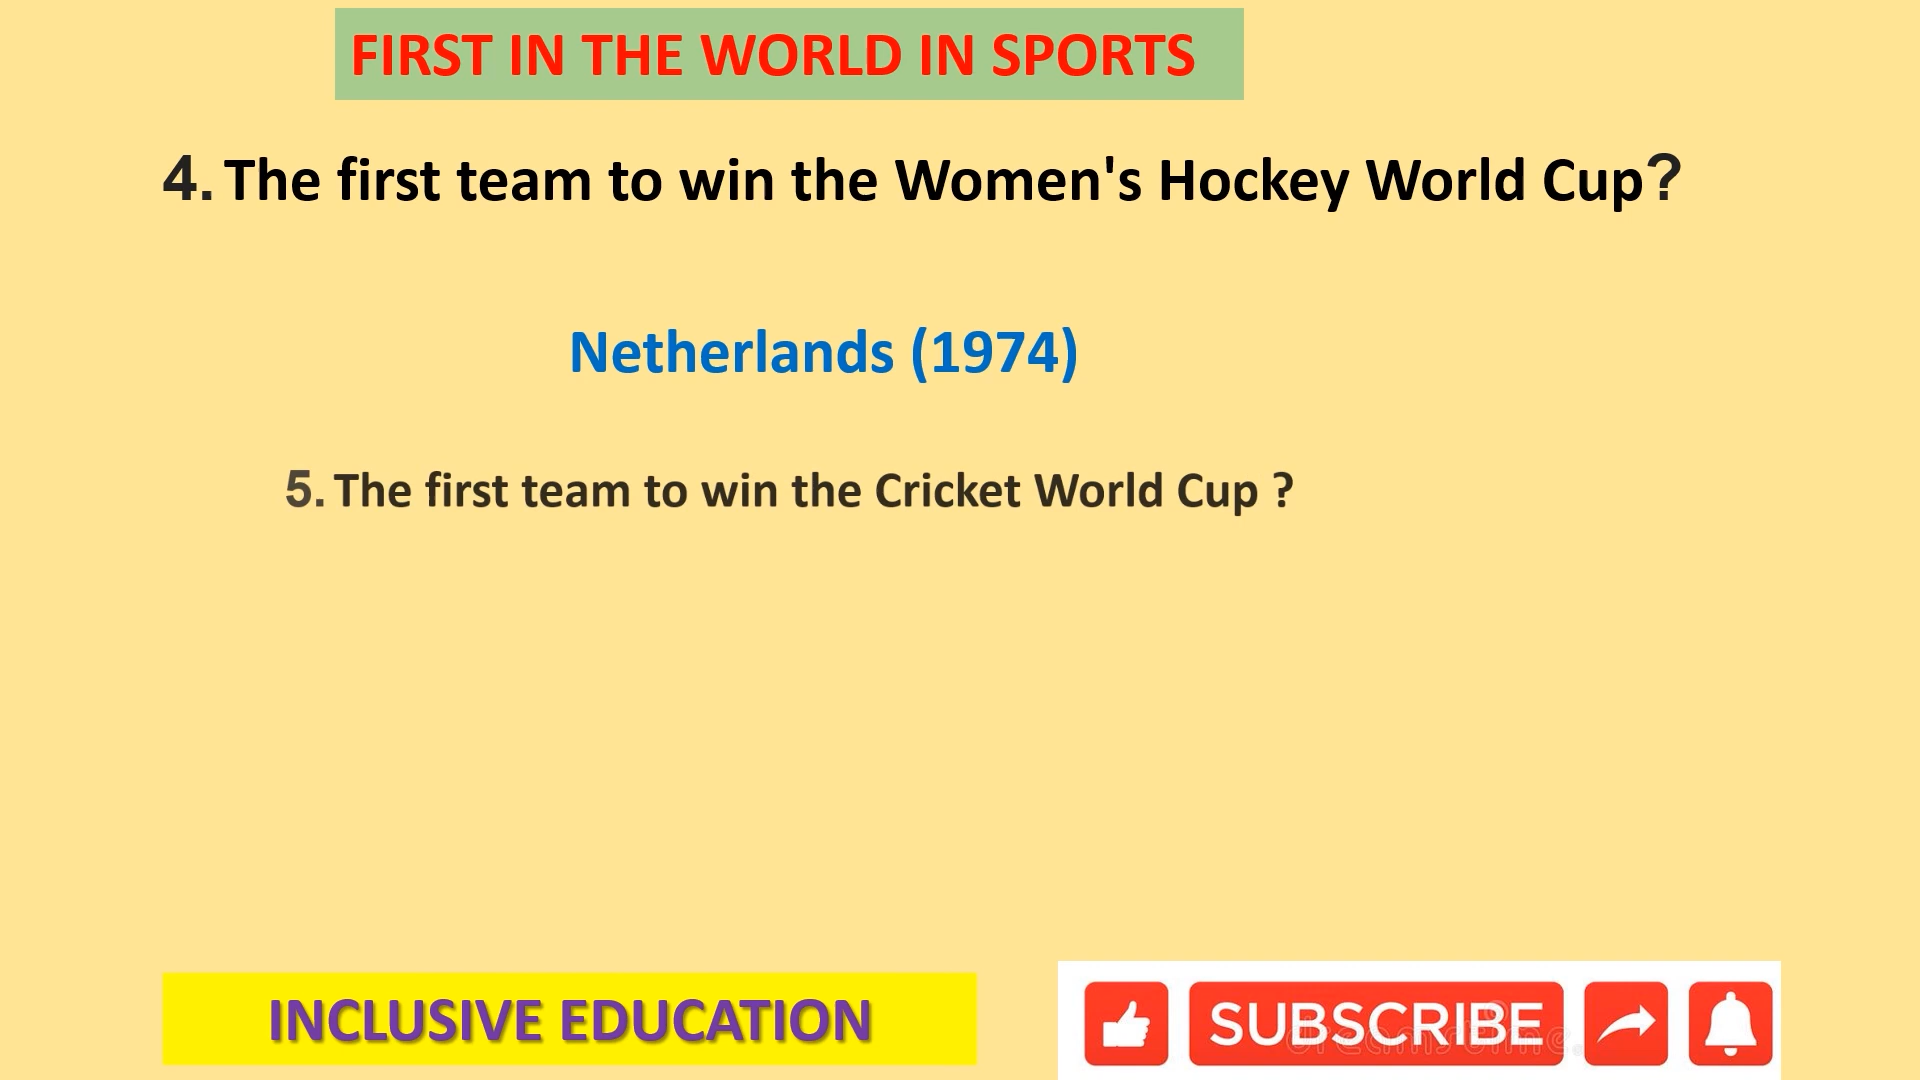 FIRST IN THE WORLD IN SPORTS
4. The first team to win the Women's Hockey World Cup?
Netherlands (1974)
5. The first team to win the Cricket World Cup ?
INCLUSIVE EDUCATION
SUBSCRIBE
dreamstime.